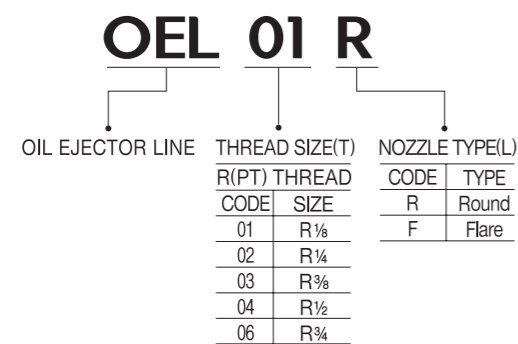 OEL 01 R
OIL EJECTOR LINE THREAD SIZE(T) NOZZLE TYPE(L)
R(PT) THREAD CODE TYPE
CODE SIZE R Round
01 R⅛ F Flare
02 R¼
03 R⅜
04 R½
06 R¾